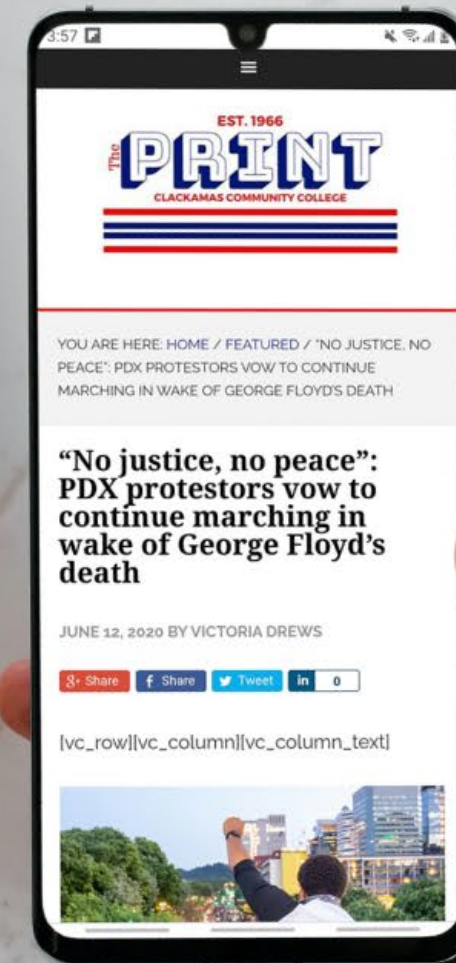 3:57
EST. 1966
The
PRINT
CLACKAMAS COMMUNITY COLLEGE
YOU ARE HERE: HOME / FEATURED / "NO JUSTICE, NO
PEACE": PDX PROTESTORS VOW TO CONTINUE
MARCHING IN WAKE OF GEORGE FLOYD'S DEATH
“No justice, no peace”:
PDX protestors vow to
continue marching in
wake of George Floyd’s
death
JUNE 12, 2020 BY VICTORIA DREWS
g+ Share f Share Tweet in 0
[vc_row][vc_column][vc_column_text]